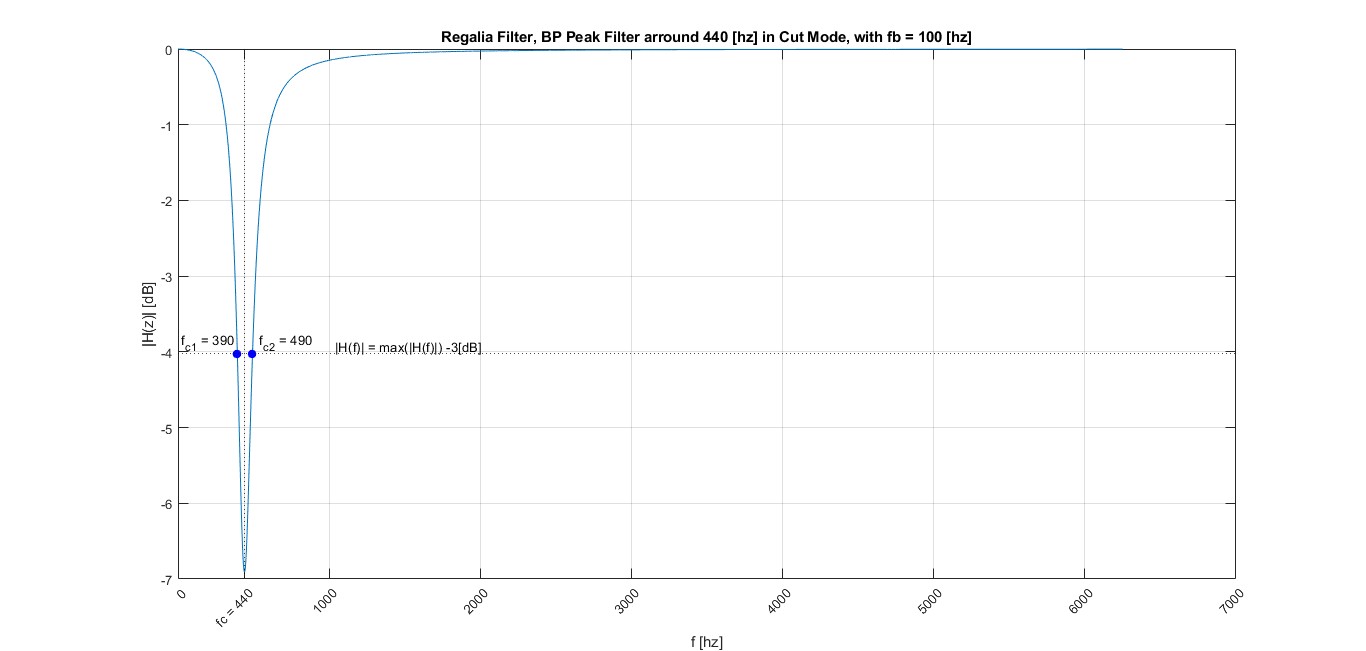 Regalia Filter, BP Peak Filter arround 440 [hz] in Cut Mode, with fb = 100 [hz]
0
-1
-2
-3
-4
-5
-6
-7
|H(z)| [dB]
f_c1 = 390
f_c2 = 490
|H(f)| = max(|H(f)|) -3[dB]
0
fc = 440
1000
2000
3000
4000
5000
6000
7000
f [hz]